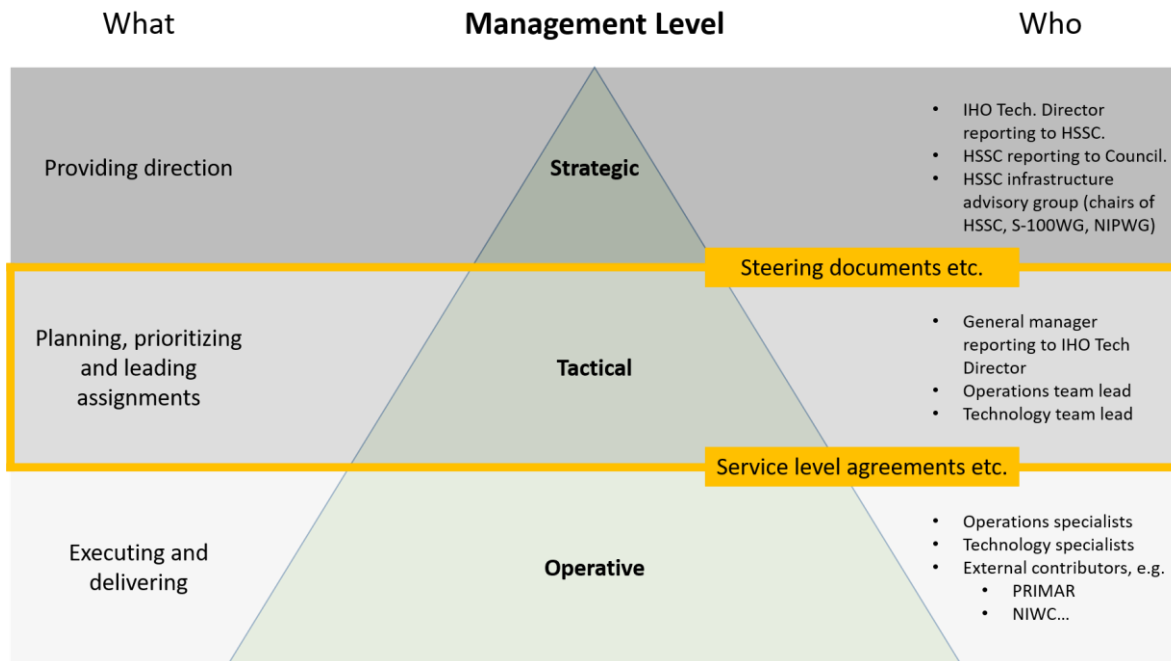 What
Management Level
Who
Providing direction
Strategic
• IHO Tech. Director
reporting to HSSC.
• HSSC reporting to Council.
• HSSC infrastructure
advisory group (chairs of
HSSC, S-100WG, NIPWG)
Steering documents etc.
Planning, prioritizing
and leading
assignments
Tactical
• General manager
reporting to IHO Tech
Director
• Operations team lead
• Technology team lead
Service level agreements etc.
Executing and
delivering
Operative
• Operations specialists
• Technology specialists
• External contributors, e.g.
• PRIMAR
• NIWC...